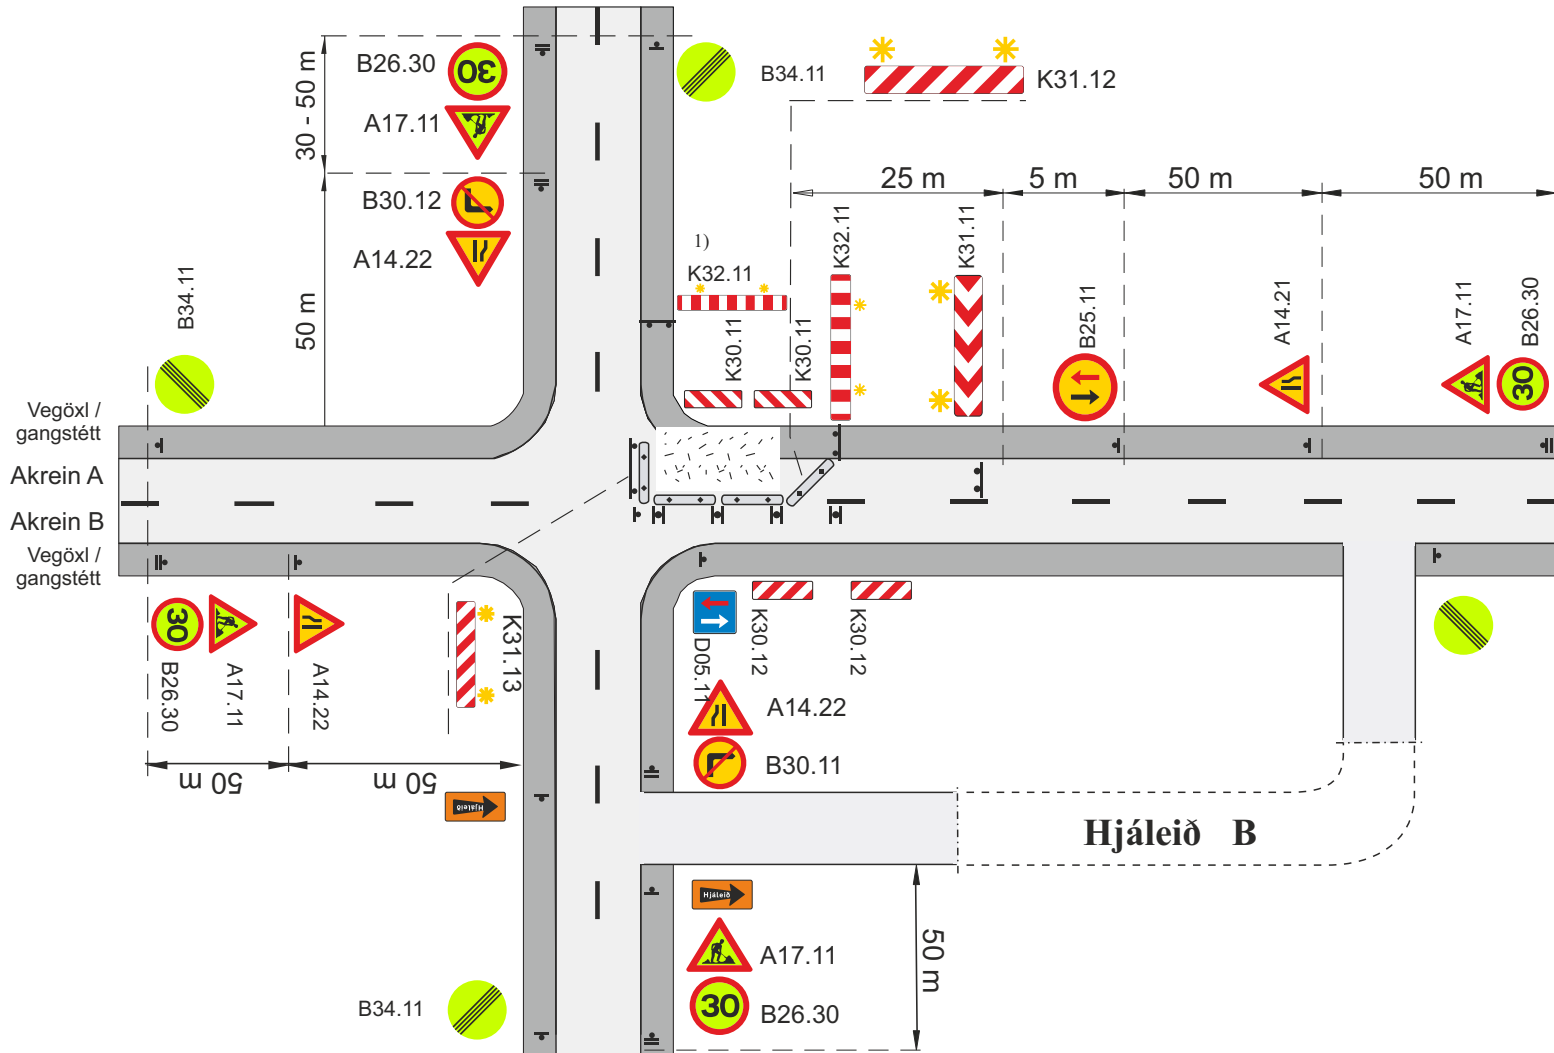 B26.30
30
B34.11
K31.12
A17.11
30 - 50 m
B30.12
A14.22
50 m
25 m
5 m
50 m
50 m
1)
K32.11
K32.11
K31.11
B34.11
K30.11
K30.11
B25.11
A14.21
A17.11
B26.30
30
Vegöxl /
gangstétt
Akrein A
Akrein B
Vegöxl /
gangstétt
30
B26.30
A17.11
A14.22
K31.13
D05.11
K30.12
K30.12
A14.22
B30.11
50 m
50 m
Hjáleið
Hjáleið B
Hjáleið
A17.11
50 m
B34.11
30
B26.30